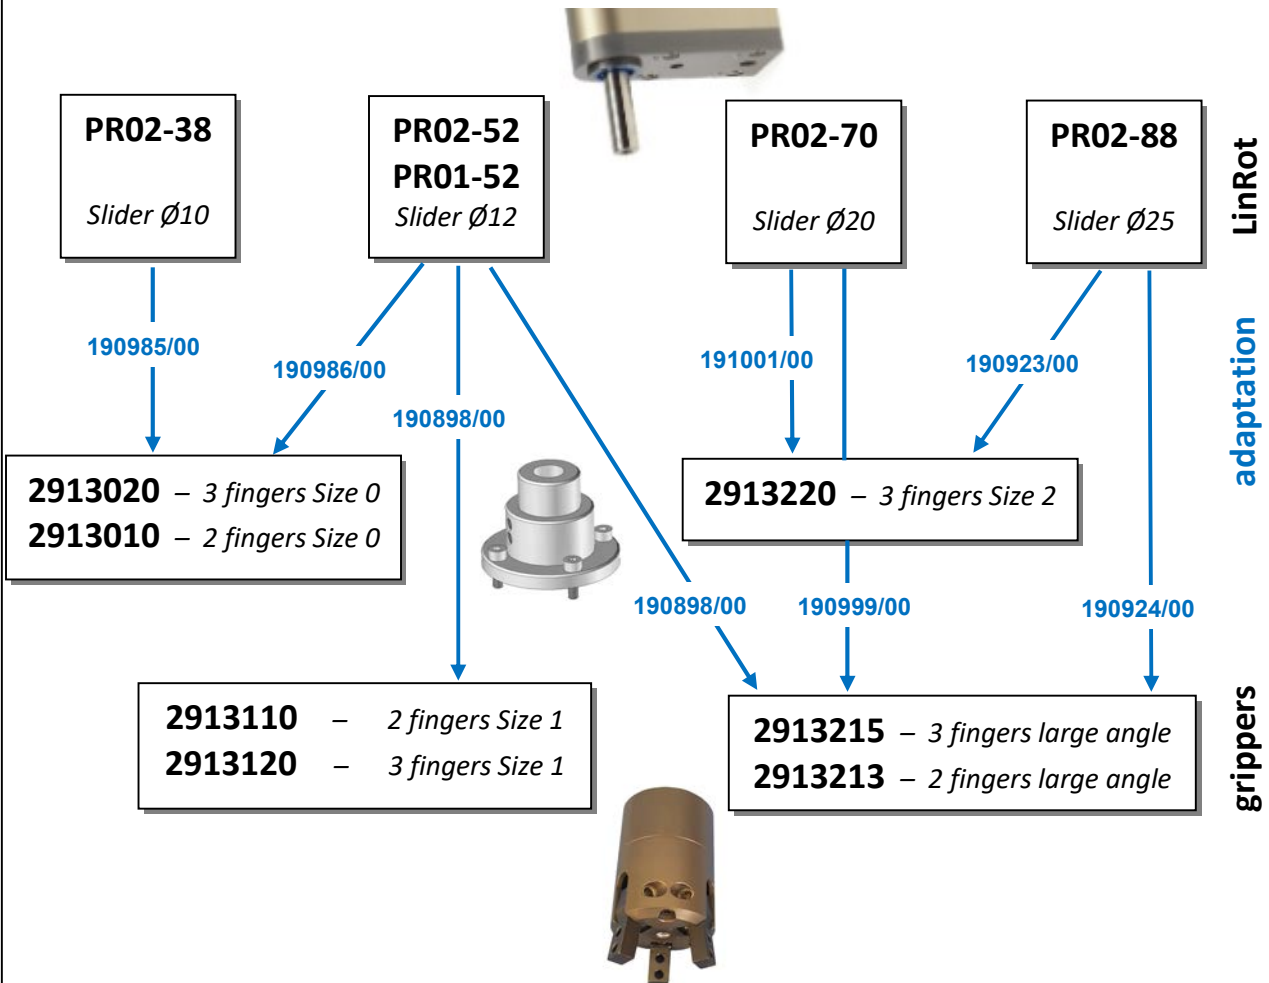 PR02-38
Slider Ø10
PR02-52
PR01-52
Slider Ø12
PR02-70
Slider Ø20
PR02-88
Slider Ø25
LinRot
190985/00
190986/00
190898/00
191001/00
190923/00
adaptation
2913020 – 3 fingers Size 0
2913010 – 2 fingers Size 0
2913220 – 3 fingers Size 2
190898/00
190999/00
190924/00
2913110 – 2 fingers Size 1
2913120 – 3 fingers Size 1
2913215 – 3 fingers large angle
2913213 – 2 fingers large angle
grippers